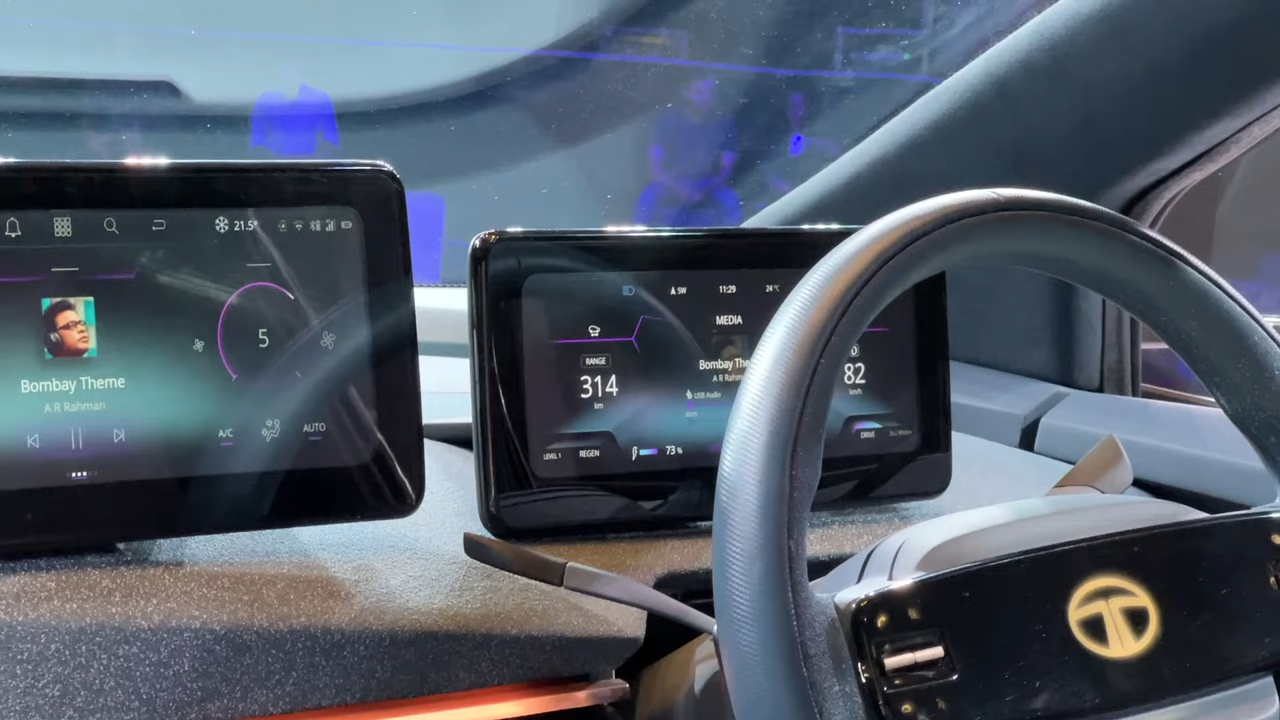 21.5°
5
Bombay Theme
A R Rahman
A/C
AUTO
SW
11:29
24°C
MEDIA
RANGE
314
km
Bombay The
A R Rahm
USB Audio
82
km/h
LEVEL 1
REGEN
73 %
DRIVE